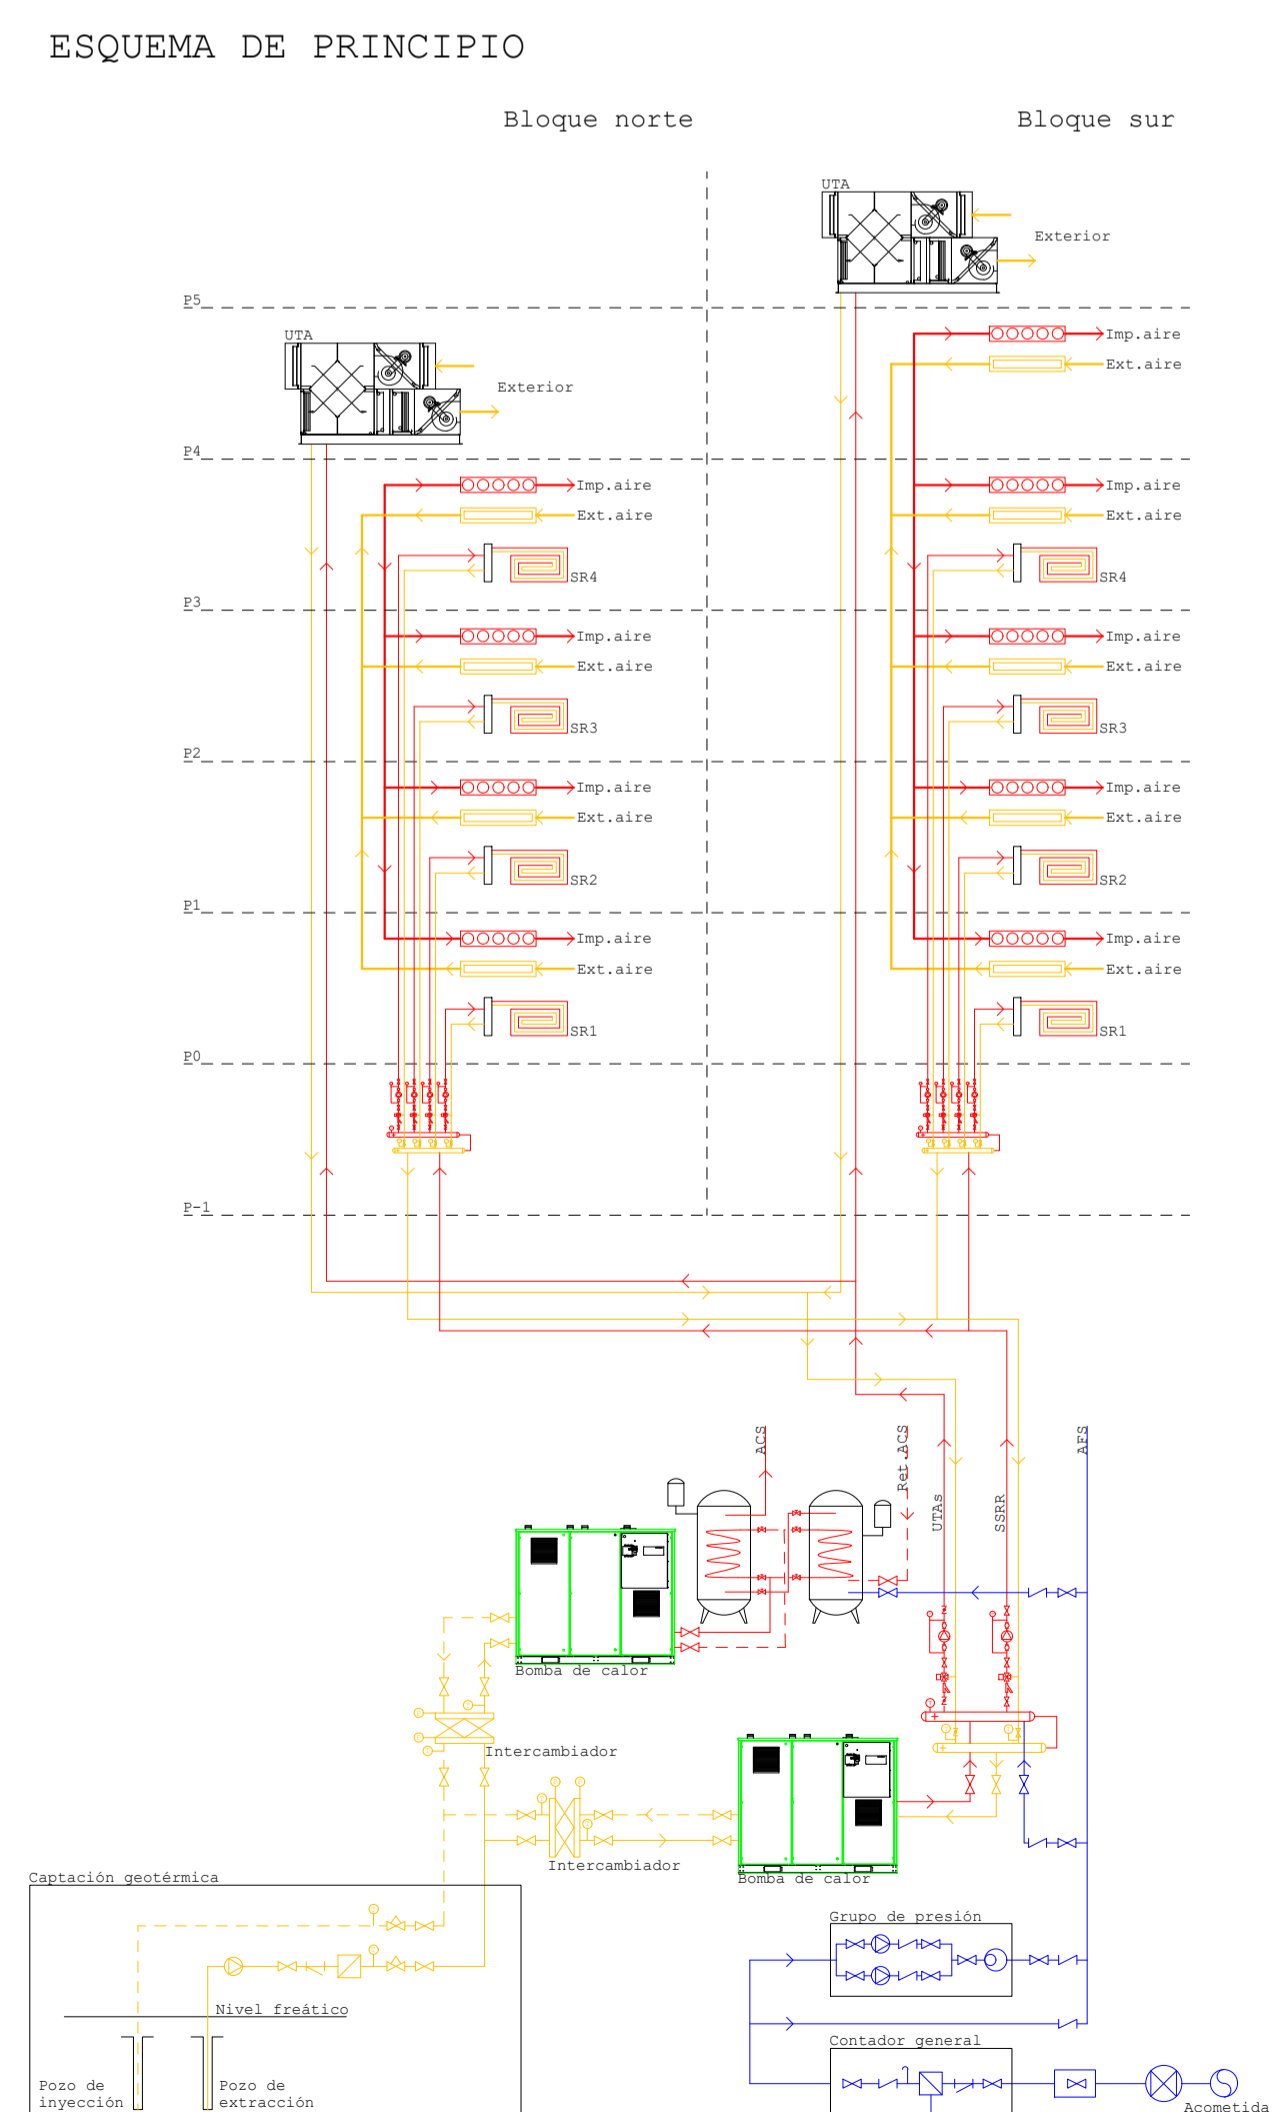 ESQUEMA DE PRINCIPIO
Bloque norte
Bloque sur
UTA
Exterior
P5
UTA
Imp.aire
Ext.aire
Exterior
P4
Imp.aire
Ext.aire
SR4
Imp.aire
Ext.aire
SR4
P3
Imp.aire
Ext.aire
SR3
Imp.aire
Ext.aire
SR3
P2
Imp.aire
Ext.aire
SR2
Imp.aire
Ext.aire
SR2
P1
Imp.aire
Ext.aire
SR1
Imp.aire
Ext.aire
SR1
P0
P-1
ACS
Ret.ACS
AFS
UTAs
SSRR
Bomba de calor
Intercambiador
Intercambiador
Bomba de calor
Captación geotérmica
Grupo de presión
Nivel freático
Contador general
Pozo de
inyección
Pozo de
extracción
Acometida